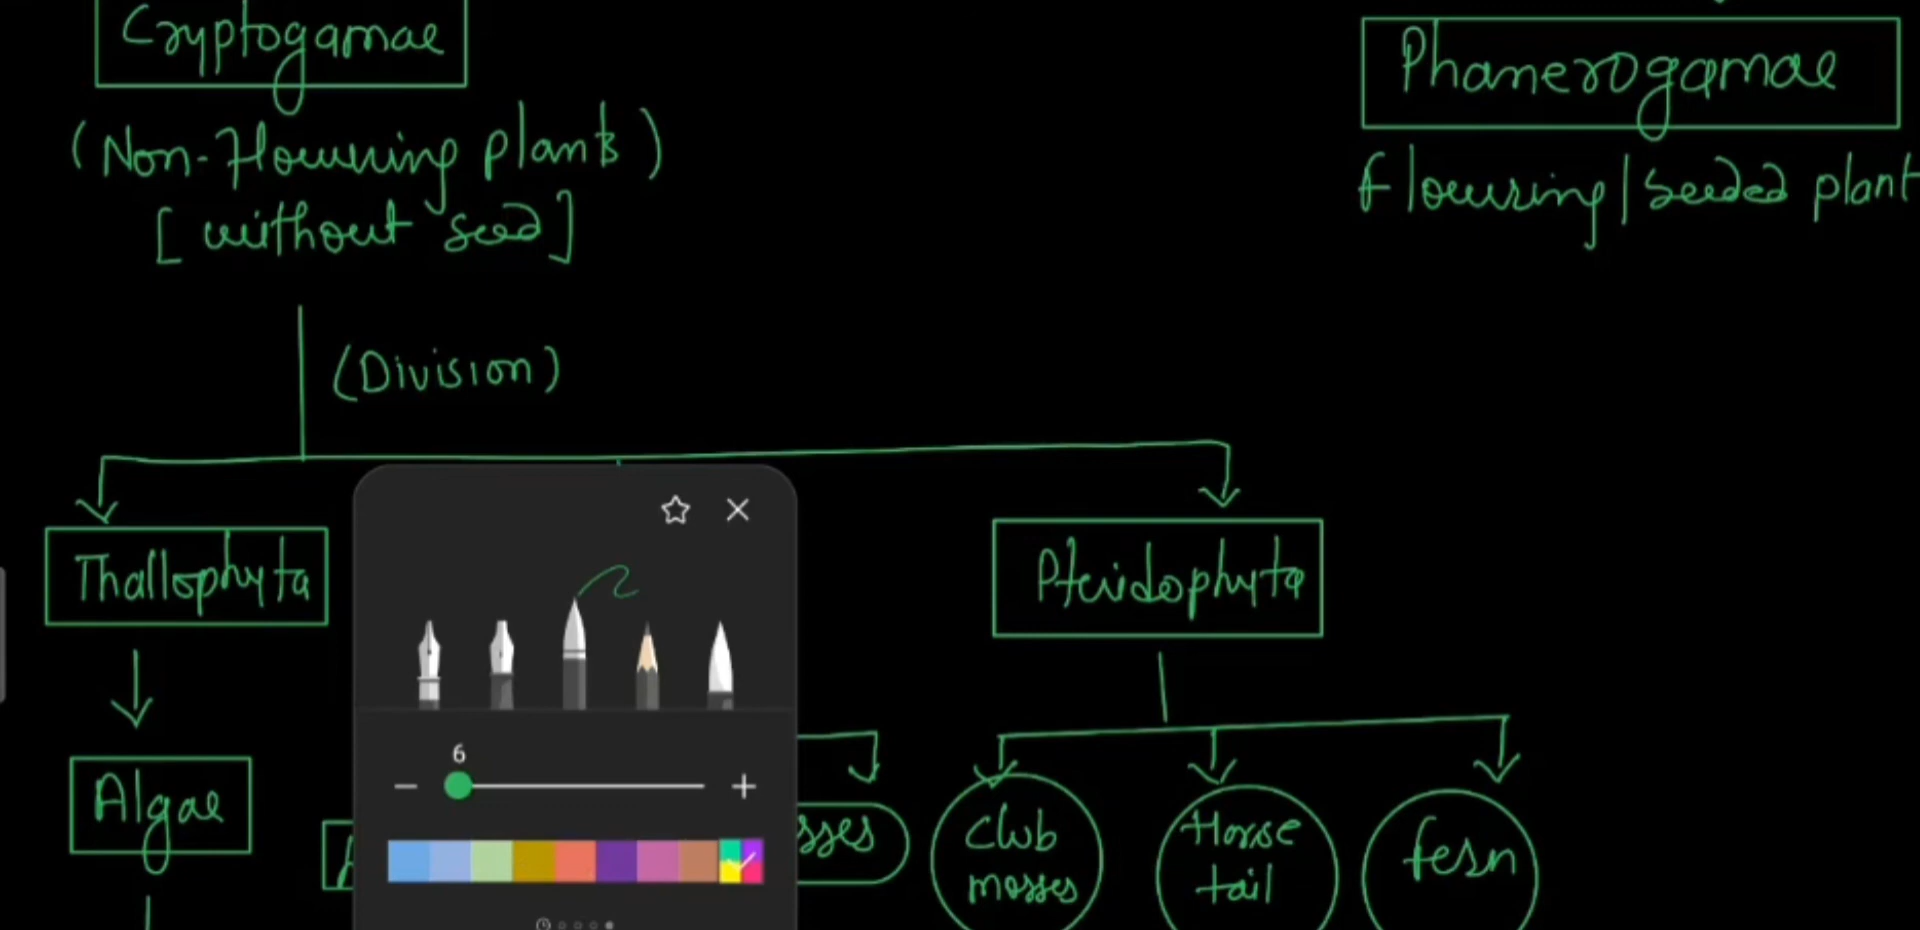 Cryptogamae
(Non-Flowering plants)
[without seed]
Phanerogamae
flowering/seeded plant
(Division)
Thallophyta
Pteridophyta
Algae
6
sses
Club
mosses
Horse
tail
fern